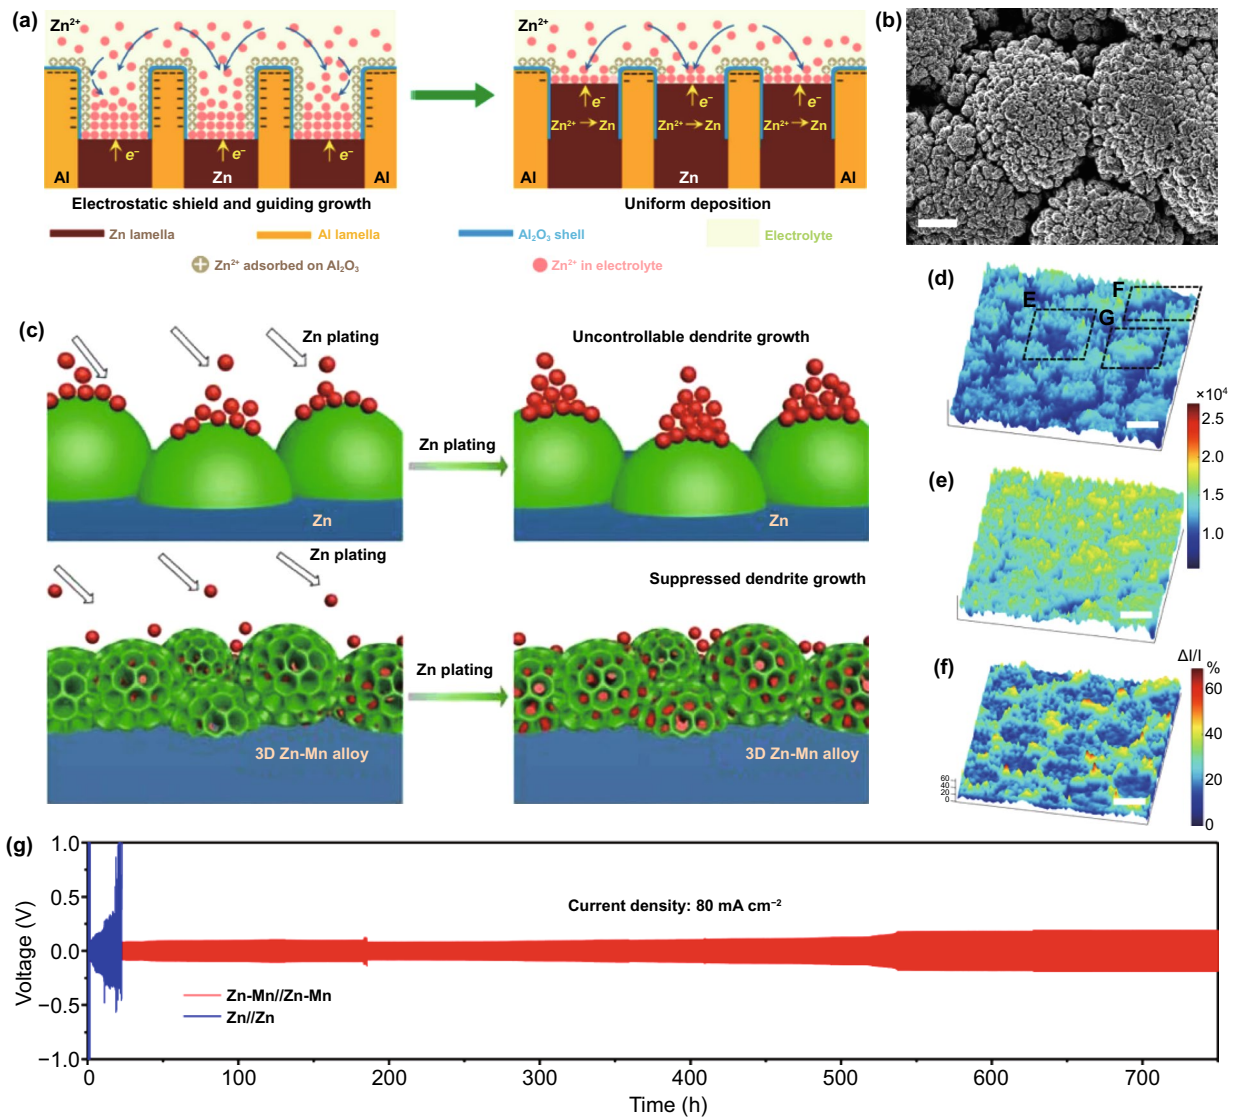 (a)
Zn²⁺
e⁻ e⁻ e⁻
Al Zn Al
Electrostatic shield and guiding growth
Zn²⁺
e⁻ e⁻ e⁻
Zn²⁺ → Zn Zn²⁺ → Zn Zn²⁺ → Zn
Al Zn Al
Uniform deposition
Zn lamella Al lamella Al₂O₃ shell Electrolyte
Zn²⁺ adsorbed on Al₂O₃ Zn²⁺ in electrolyte
(b)
(c)
Zn plating
Zn
Zn plating
Uncontrollable dendrite growth
Zn
Zn plating
3D Zn-Mn alloy
Zn plating
Suppressed dendrite growth
3D Zn-Mn alloy
(d)
E
F
G
×10⁴
2.5
2.0
1.5
1.0
(e)
(f)
60
40
20
0
ΔI/I
%
60
40
20
0
(g)
Voltage (V)
1.0
0.5
0.0
−0.5
−1.0
Current density: 80 mA cm⁻²
Zn-Mn//Zn-Mn
Zn//Zn
0 100 200 300 400 500 600 700
Time (h)